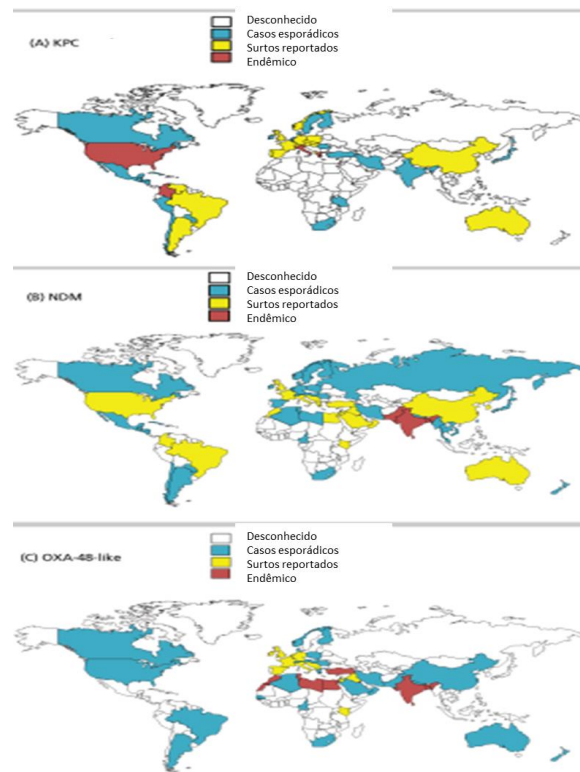 Desconhecido
(A) KPC
Casos esporádicos
Surtos reportados
Endêmico
Desconhecido
(B) NDM
Casos esporádicos
Surtos reportados
Endêmico
Desconhecido
(C) OXA-48-like
Casos esporádicos
Surtos reportados
Endêmico